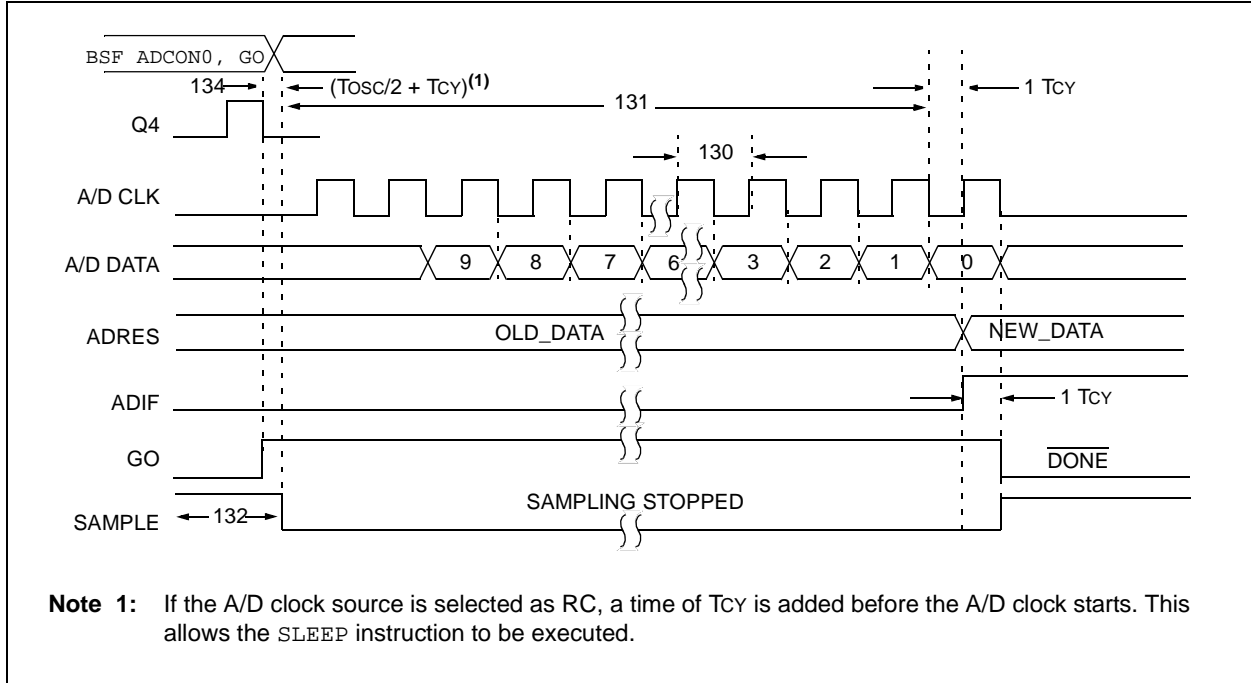 BSF ADCON0, GO
134 (TOSC/2 + TCY)(1) 1 TCY
131
Q4
130
A/D CLK
A/D DATA 9 8 7 6 3 2 1 0
ADRES OLD_DATA NEW_DATA
ADIF 1 TCY
GO DONE
SAMPLING STOPPED
SAMPLE 132
Note 1: If the A/D clock source is selected as RC, a time of TCY is added before the A/D clock starts. This
allows the SLEEP instruction to be executed.